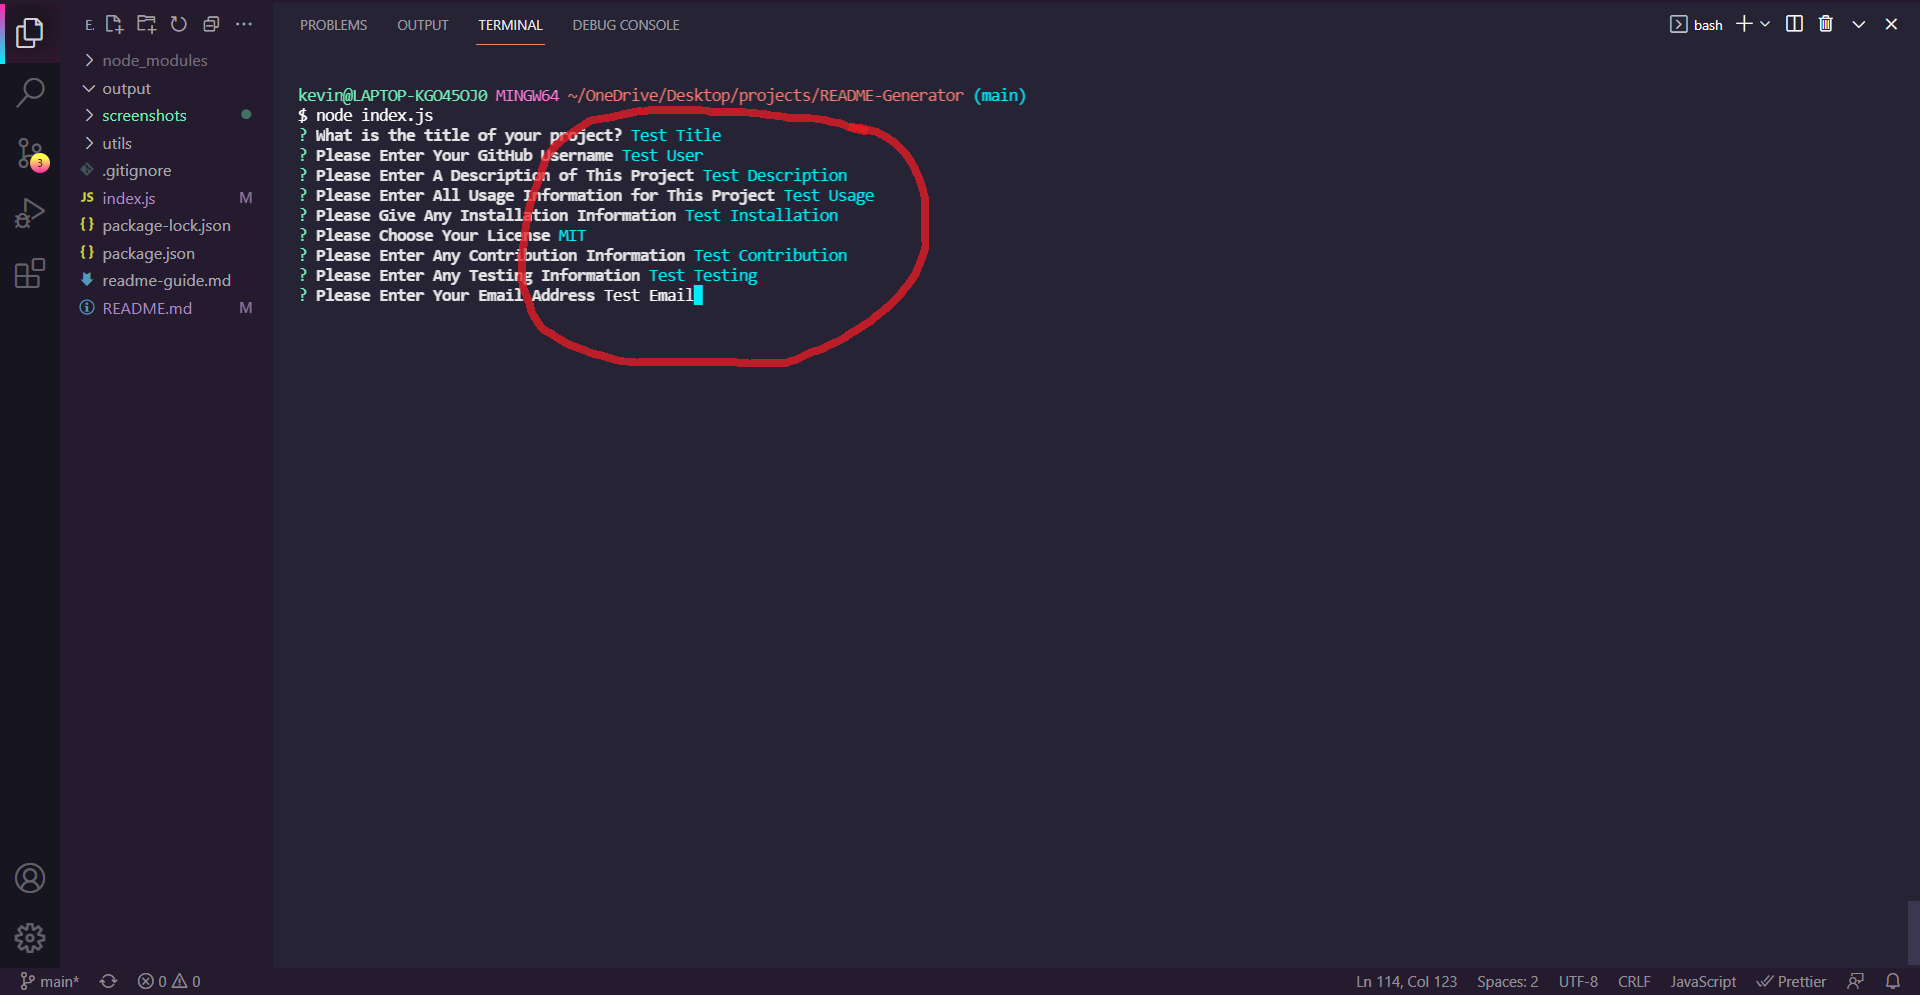 E.
PROBLEMS OUTPUT TERMINAL DEBUG CONSOLE
bash
node_modules
output
screenshots
utils
.gitignore
JS index.js M
{} package-lock.json
{} package.json
readme-guide.md
README.md M
3
kevin@LAPTOP-KGO45OJ0 MINGW64 ~/OneDrive/Desktop/projects/README-Generator (main)
$ node index.js
? What is the title of your project? Test Title
? Please Enter Your GitHub Username Test User
? Please Enter A Description of This Project Test Description
? Please Enter All Usage Information for This Project Test Usage
? Please Give Any Installation Information Test Installation
? Please Choose Your License MIT
? Please Enter Any Contribution Information Test Contribution
? Please Enter Any Testing Information Test Testing
? Please Enter Your Email Address Test Email
main* 0 0
Ln 114, Col 123 Spaces: 2 UTF-8 CRLF JavaScript Prettier